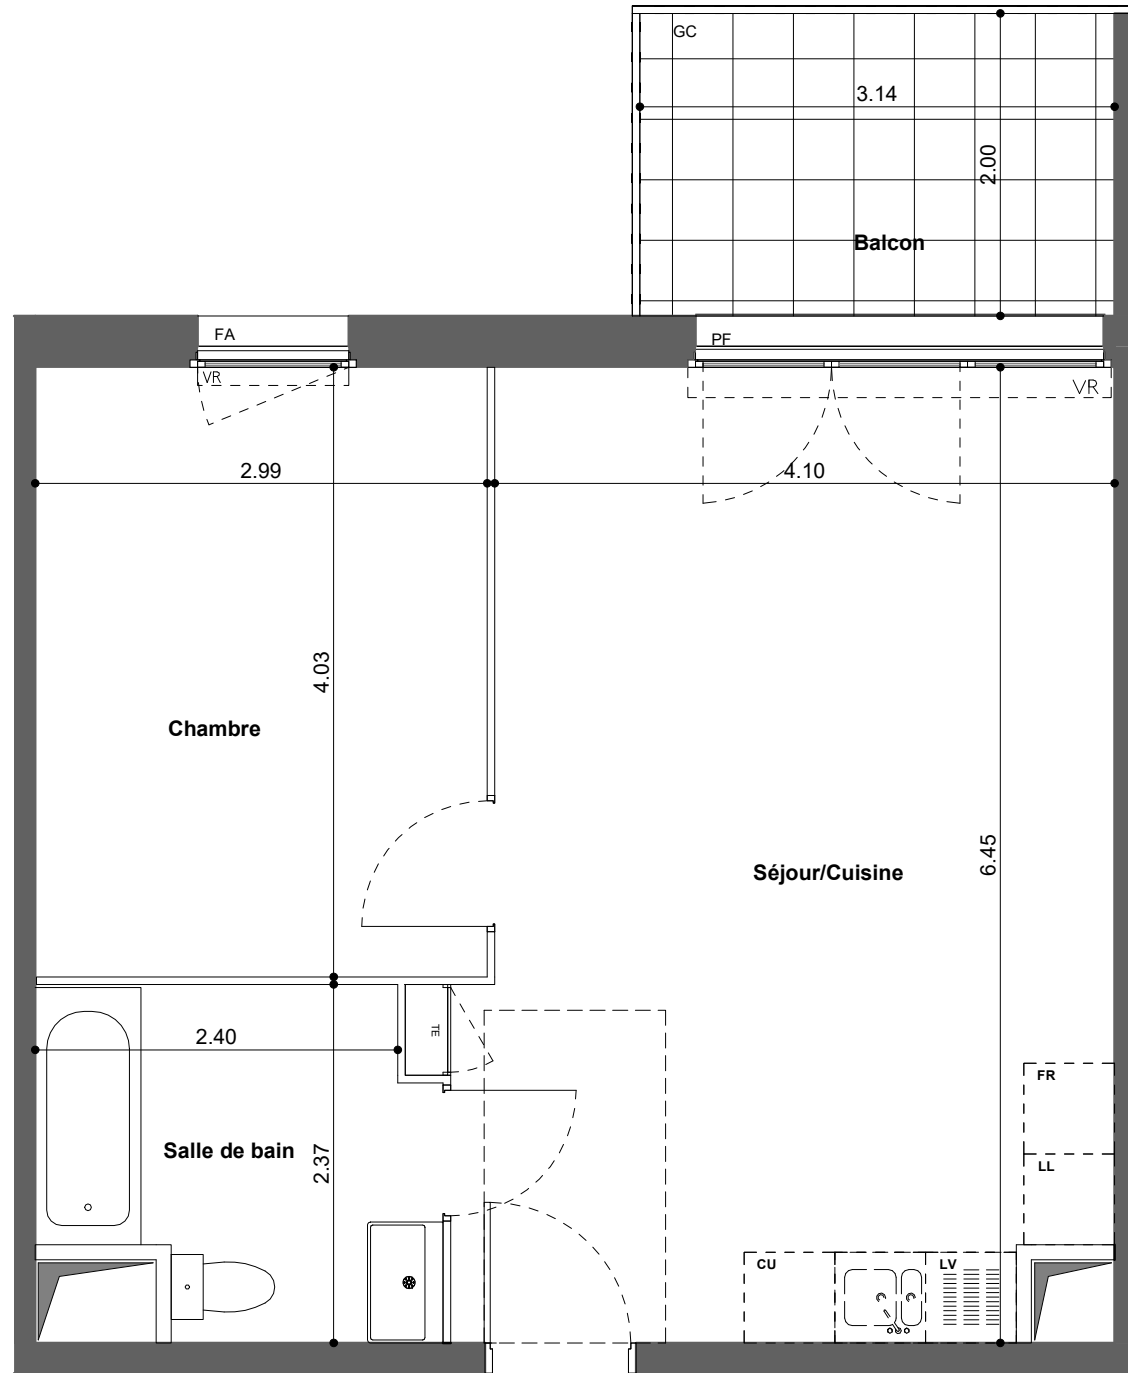 GC
3.14
2.00
Balcon
FA
PF
VR
VR
2.99
4.10
4.03
Chambre
6.45
Séjour/Cuisine
TE
2.40
FR
Salle de bain
2.37
LL
CU
LV